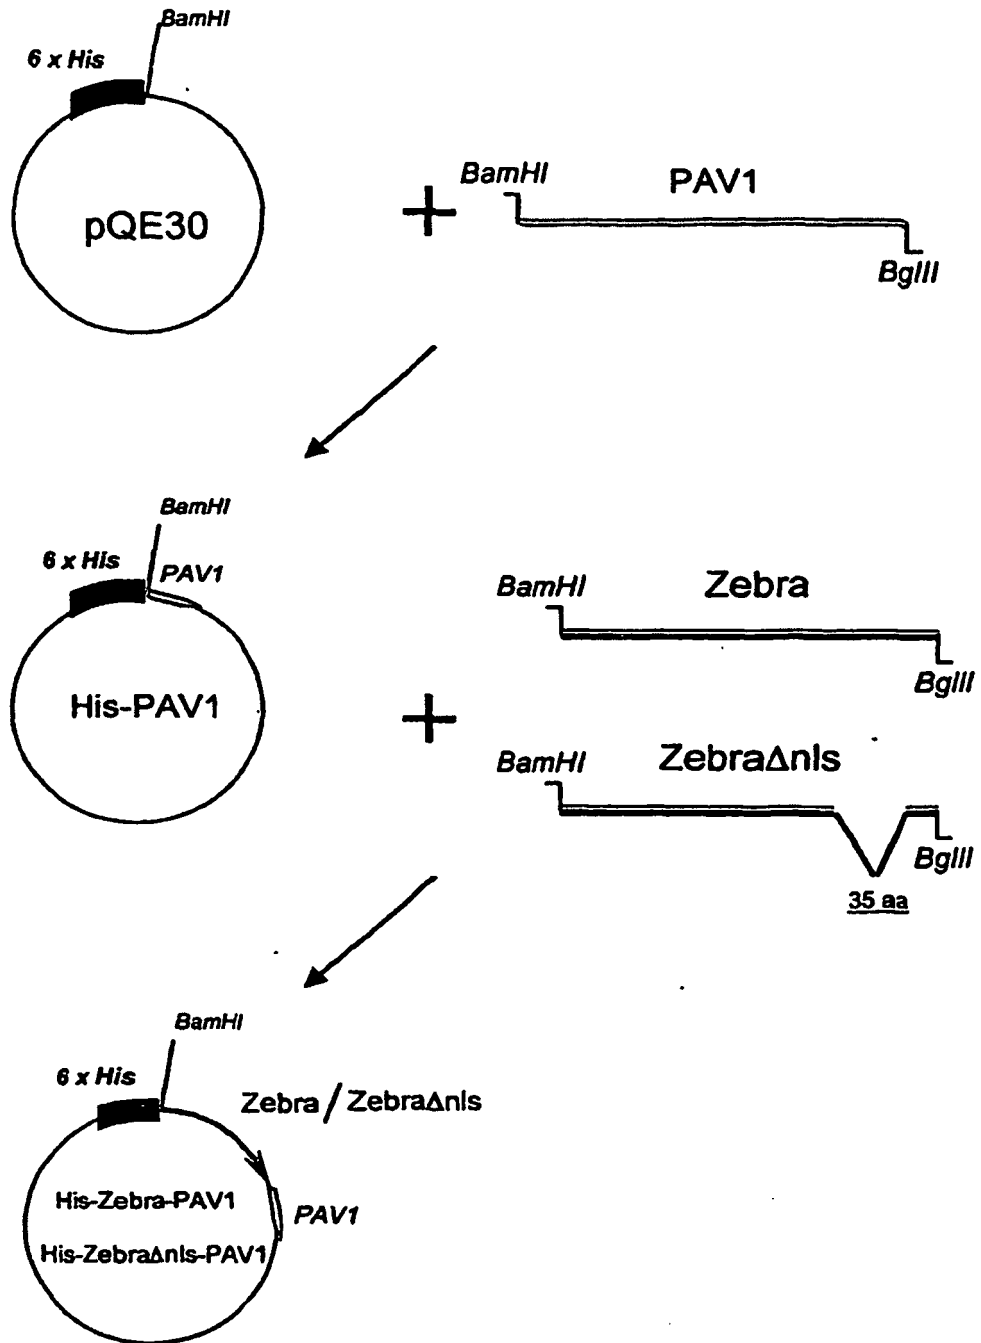 BamHI
6 x His
pQE30
+
BamHI
PAV1
BglII
BamHI
6 x His
PAV1
His-PAV1
+
BamHI
Zebra
BglII
BamHI
ZebraΔnls
BglII
35 aa
BamHI
6 x His
Zebra / ZebraΔnls
His-Zebra-PAV1
PAV1
His-ZebraΔnls-PAV1